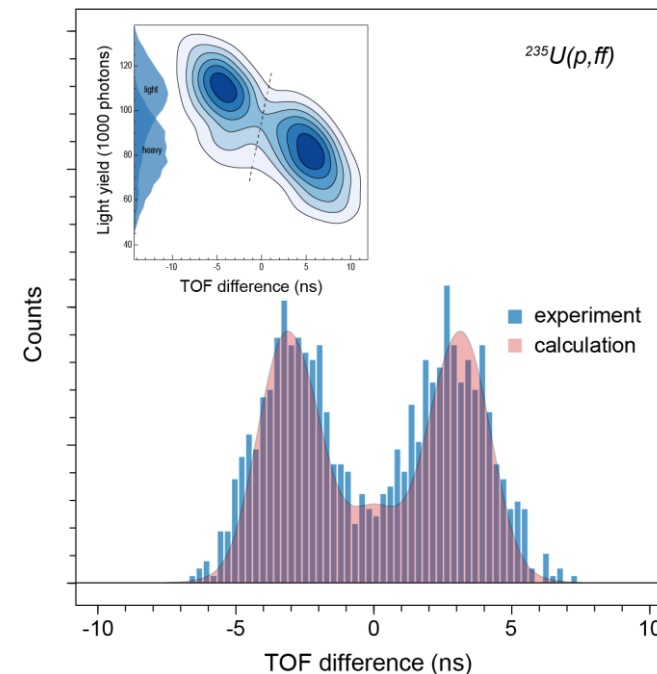 ²³⁵U(p,ff)
Light yield (1000 photons)
120
100
80
60
40
light
heavy
-10
-5
0
5
10
TOF difference (ns)
Counts
experiment
calculation
-10
-5
0
5
10
TOF difference (ns)